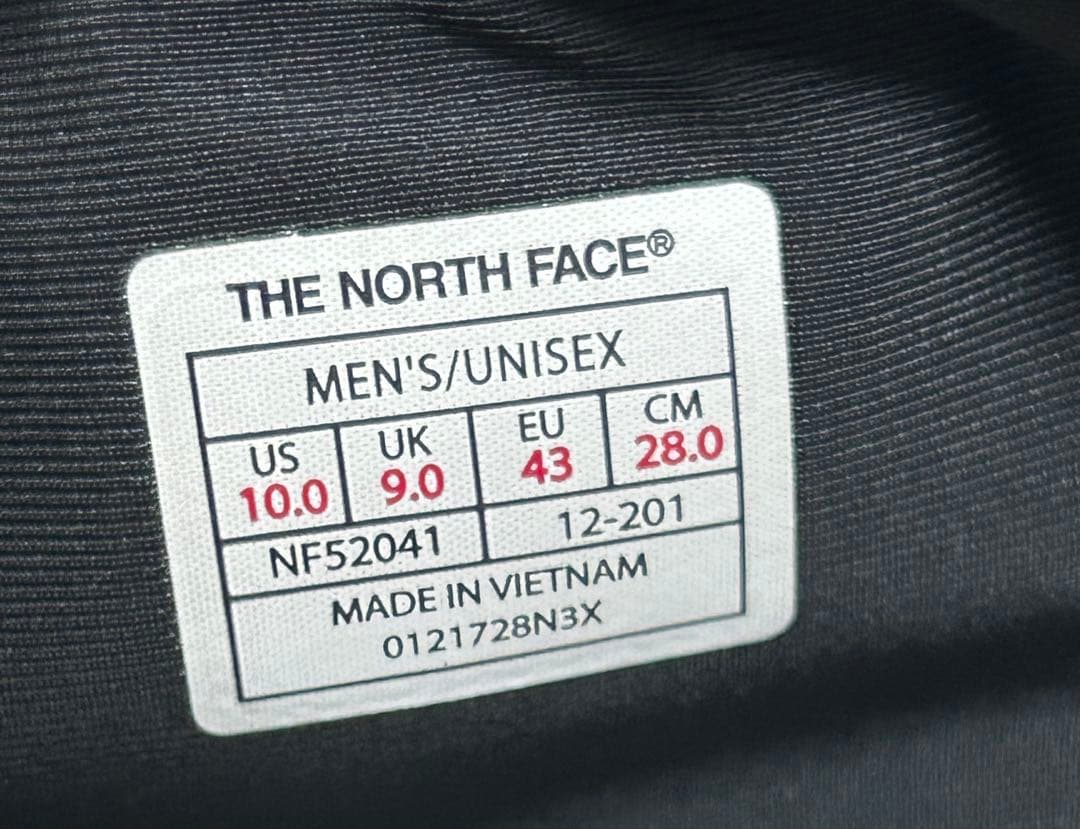 THE NORTH FACE®
MEN'S/UNISEX
US UK EU CM
10.0 9.0 43 28.0
NF52041 12-201
MADE IN VIETNAM
0121728N3X